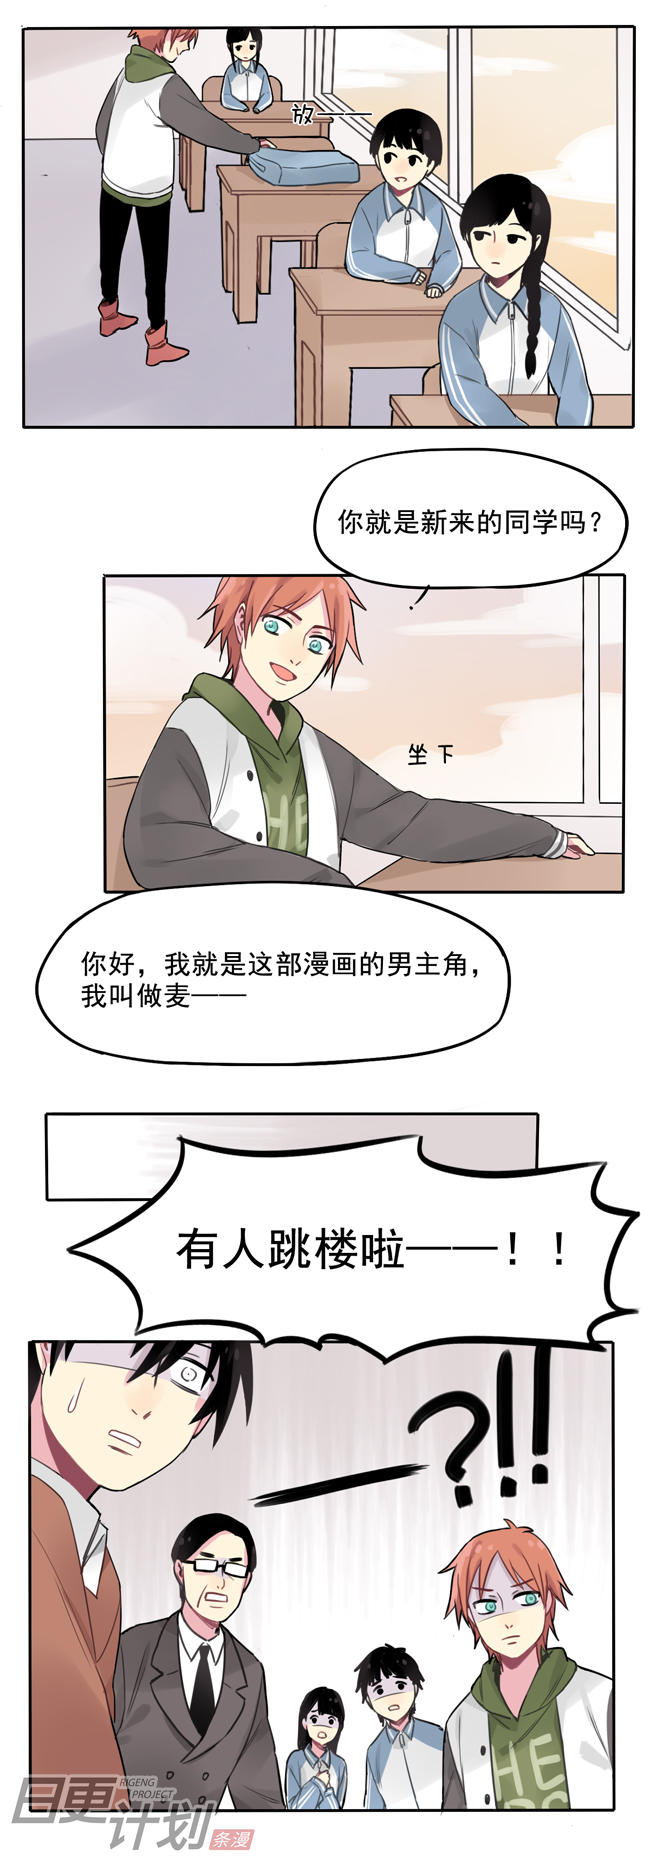 放——
你就是新来的同学吗？
坐下
你好，我就是这部漫画的男主角，
我叫做麦——
有人跳楼啦——！！
—?!!
HE
HE
日更计划
RIGENG
PROJECT
条漫